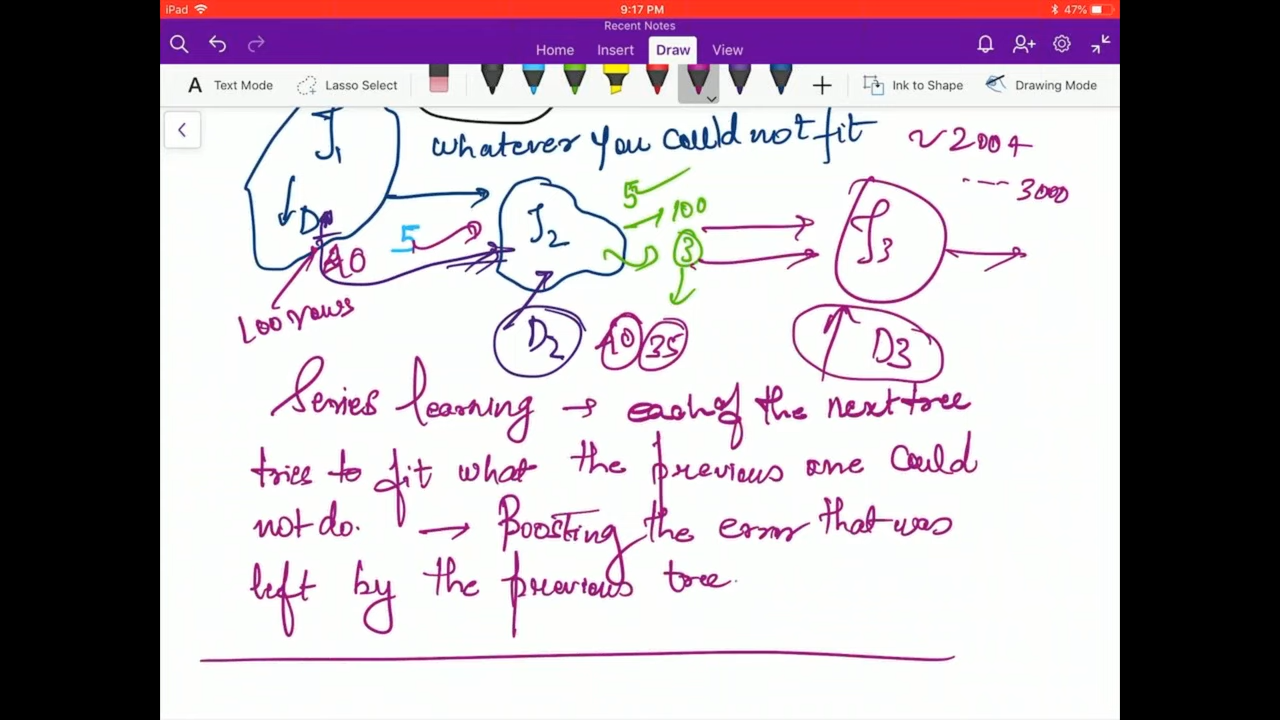 iPad 9:17 PM 47%
Recent Notes
Home Insert Draw View
A Text Mode Lasso Select Ink to Shape Drawing Mode
whatever you could not fit ~ 200+
---- 3000
T1
D
5
T2
5
100
3
T3
40
100 rows
D2 40 35 D3
Series learning → each of the next tree
tries to fit what the previous one could
not do. → Boosting the error that was
left by the previous tree.